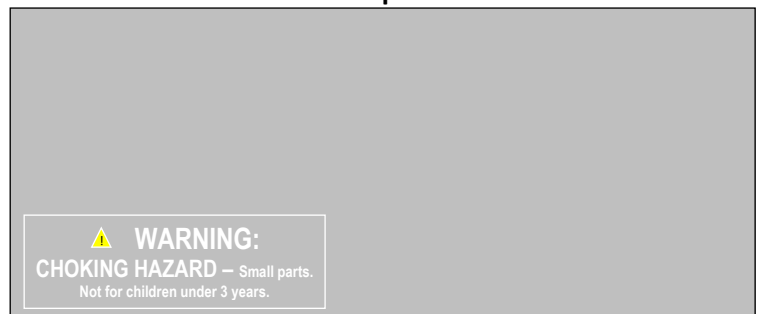 WARNING:
CHOKING HAZARD – Small parts.
Not for children under 3 years.